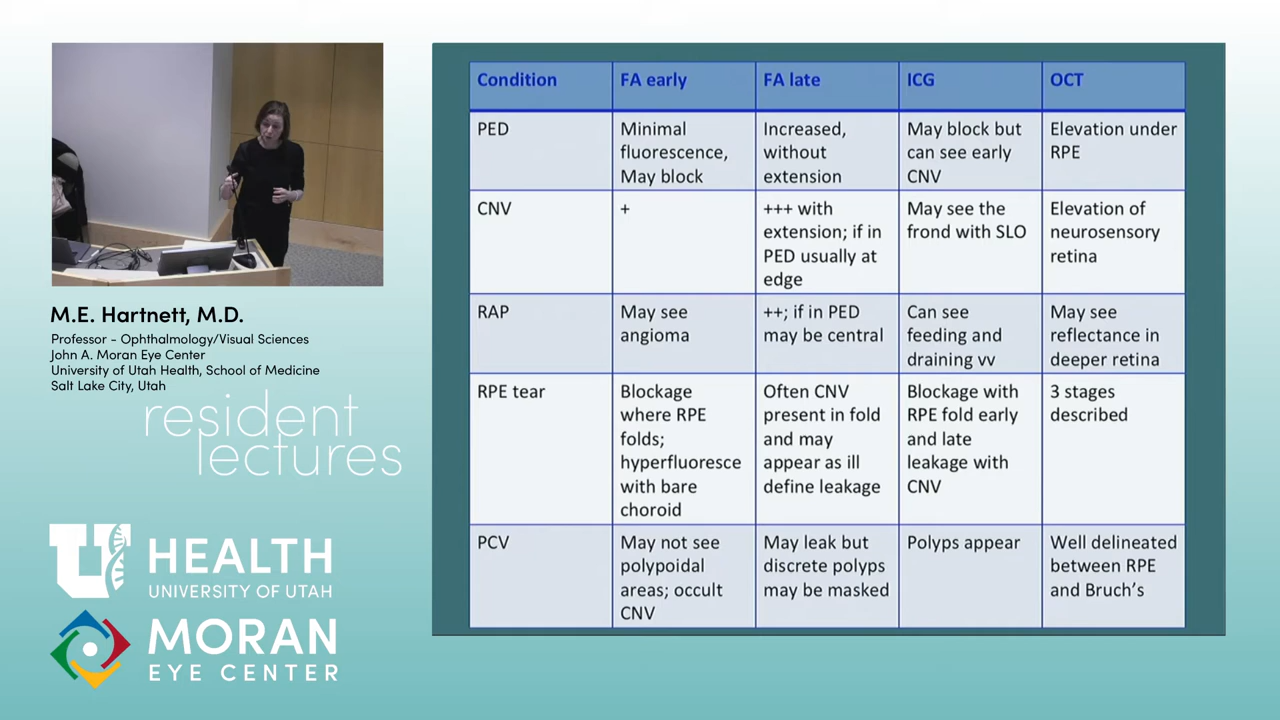 M.E. Hartnett, M.D.
Professor - Ophthalmology/Visual Sciences
John A. Moran Eye Center
University of Utah Health, School of Medicine
Salt Lake City, Utah
resident
lectures
U
HEALTH
UNIVERSITY OF UTAH
MORAN
EYE CENTER
Condition
FA early
FA late
ICG
OCT
PED
Minimal
fluorescence,
May block
Increased,
without
extension
May block but
can see early
CNV
Elevation under
RPE
CNV
+
+++ with
extension; if in
PED usually at
edge
May see the
frond with SLO
Elevation of
neurosensory
retina
RAP
May see
angioma
++; if in PED
may be central
Can see
feeding and
draining vv
May see
reflectance in
deeper retina
RPE tear
Blockage
where RPE
folds;
hyperfluoresce
with bare
choroid
Often CNV
present in fold
and may
appear as ill
define leakage
Blockage with
RPE fold early
and late
leakage with
CNV
3 stages
described
PCV
May not see
polypoidal
areas; occult
CNV
May leak but
discrete polyps
may be masked
Polyps appear
Well delineated
between RPE
and Bruch's